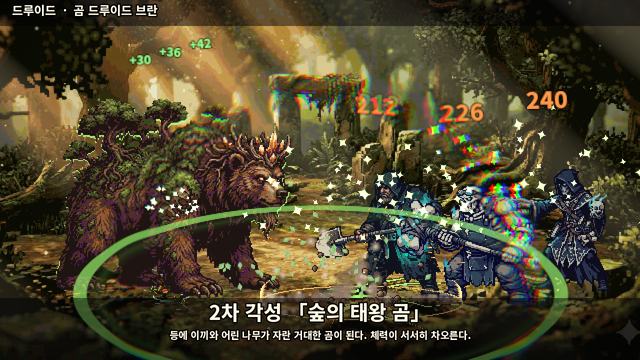 드루이드 · 곰 드루이드 브란
+30 +36 +42
212 226 240
2차 각성 「숲의 태왕 곰」
등에 이끼와 어린 나무가 자란 거대한 곰이 된다. 체력이 서서히 차오른다.